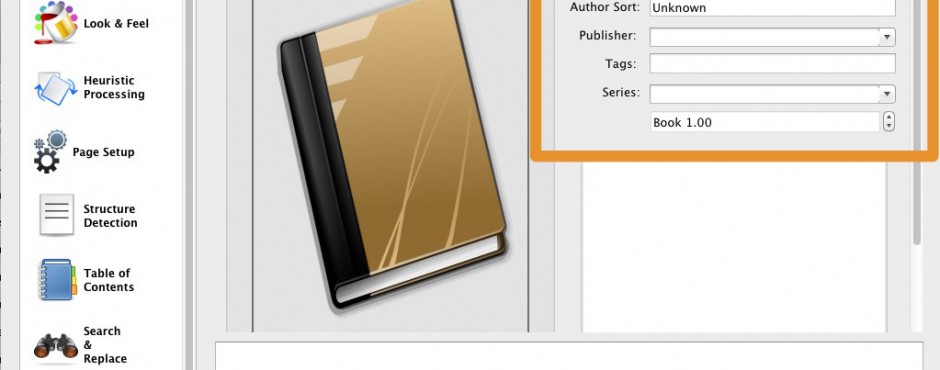 Look & Feel
Heuristic
Processing
Page Setup
Structure
Detection
Table of
Contents
Search
&
Replace
Author Sort: Unknown
Publisher:
Tags:
Series:
Book 1.00